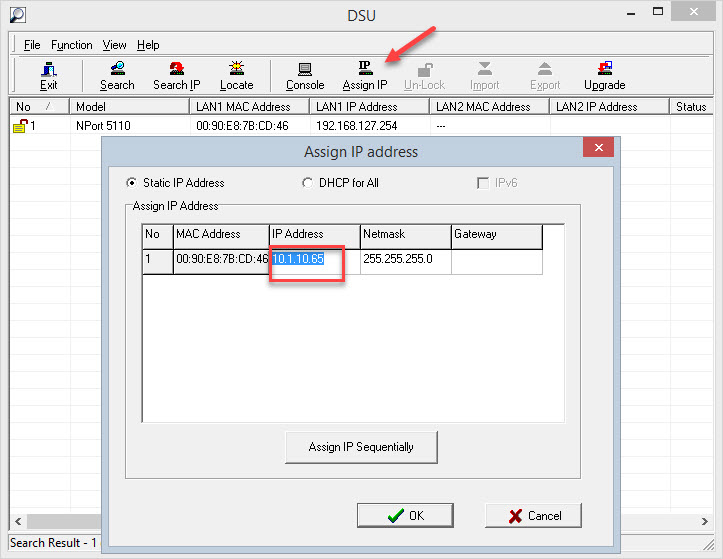 DSU
File Function View Help
IP
Exit Search Search IP Locate Console Assign IP Un-Lock Import Export Upgrade
No Model LAN1 MAC Address LAN1 IP Address LAN2 MAC Address LAN2 IP Address Status
1 NPort 5110 00:90:E8:7B:CD:46 192.168.127.254 ---
Assign IP address
Static IP Address DHCP for All IPv6
Assign IP Address
No MAC Address IP Address Netmask Gateway
1 00:90:E8:7B:CD:46 10.1.10.65 255.255.255.0
Assign IP Sequentially
OK Cancel
Search Result - 1